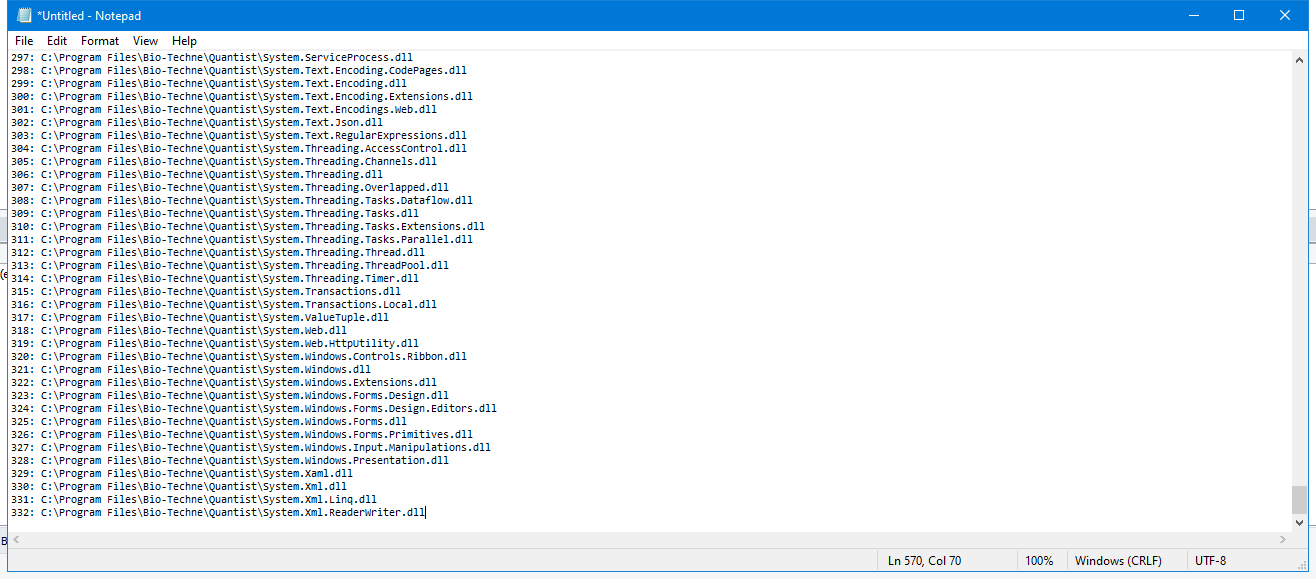 *Untitled - Notepad
File Edit Format View Help
297: C:\Program Files\Bio-Techne\Quantist\System.ServiceProcess.dll
298: C:\Program Files\Bio-Techne\Quantist\System.Text.Encoding.CodePages.dll
299: C:\Program Files\Bio-Techne\Quantist\System.Text.Encoding.dll
300: C:\Program Files\Bio-Techne\Quantist\System.Text.Encoding.Extensions.dll
301: C:\Program Files\Bio-Techne\Quantist\System.Text.Encodings.Web.dll
302: C:\Program Files\Bio-Techne\Quantist\System.Text.Json.dll
303: C:\Program Files\Bio-Techne\Quantist\System.Text.RegularExpressions.dll
304: C:\Program Files\Bio-Techne\Quantist\System.Threading.AccessControl.dll
305: C:\Program Files\Bio-Techne\Quantist\System.Threading.Channels.dll
306: C:\Program Files\Bio-Techne\Quantist\System.Threading.dll
307: C:\Program Files\Bio-Techne\Quantist\System.Threading.Overlapped.dll
308: C:\Program Files\Bio-Techne\Quantist\System.Threading.Tasks.Dataflow.dll
309: C:\Program Files\Bio-Techne\Quantist\System.Threading.Tasks.dll
310: C:\Program Files\Bio-Techne\Quantist\System.Threading.Tasks.Extensions.dll
311: C:\Program Files\Bio-Techne\Quantist\System.Threading.Tasks.Parallel.dll
312: C:\Program Files\Bio-Techne\Quantist\System.Threading.Thread.dll
313: C:\Program Files\Bio-Techne\Quantist\System.Threading.ThreadPool.dll
314: C:\Program Files\Bio-Techne\Quantist\System.Threading.Timer.dll
315: C:\Program Files\Bio-Techne\Quantist\System.Transactions.dll
316: C:\Program Files\Bio-Techne\Quantist\System.Transactions.Local.dll
317: C:\Program Files\Bio-Techne\Quantist\System.ValueTuple.dll
318: C:\Program Files\Bio-Techne\Quantist\System.Web.dll
319: C:\Program Files\Bio-Techne\Quantist\System.Web.HttpUtility.dll
320: C:\Program Files\Bio-Techne\Quantist\System.Windows.Controls.Ribbon.dll
321: C:\Program Files\Bio-Techne\Quantist\System.Windows.dll
322: C:\Program Files\Bio-Techne\Quantist\System.Windows.Extensions.dll
323: C:\Program Files\Bio-Techne\Quantist\System.Windows.Forms.Design.dll
324: C:\Program Files\Bio-Techne\Quantist\System.Windows.Forms.Design.Editors.dll
325: C:\Program Files\Bio-Techne\Quantist\System.Windows.Forms.dll
326: C:\Program Files\Bio-Techne\Quantist\System.Windows.Forms.Primitives.dll
327: C:\Program Files\Bio-Techne\Quantist\System.Windows.Input.Manipulations.dll
328: C:\Program Files\Bio-Techne\Quantist\System.Windows.Presentation.dll
329: C:\Program Files\Bio-Techne\Quantist\System.Xaml.dll
330: C:\Program Files\Bio-Techne\Quantist\System.Xml.dll
331: C:\Program Files\Bio-Techne\Quantist\System.Xml.Linq.dll
332: C:\Program Files\Bio-Techne\Quantist\System.Xml.ReaderWriter.dll
Ln 570, Col 70 100% Windows (CRLF) UTF-8